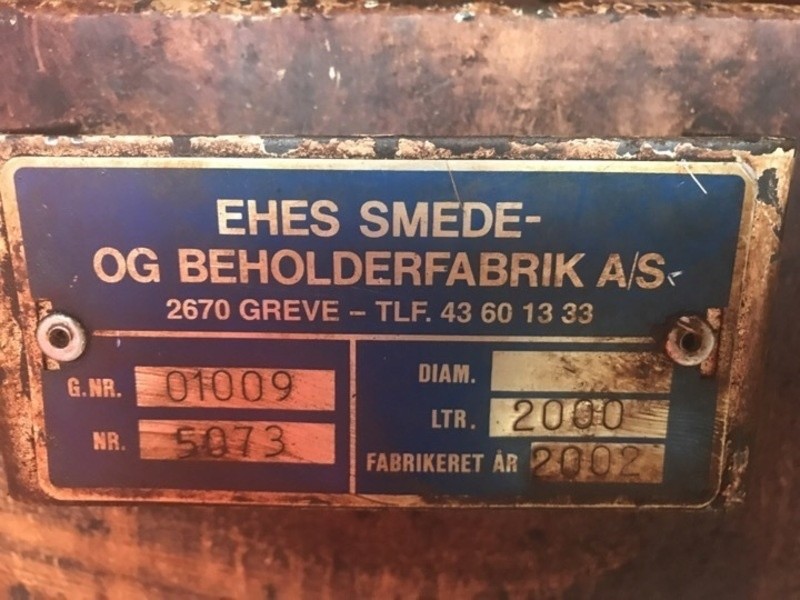 EHES SMEDE-
OG BEHOLDERFABRIK A/S
2670 GREVE - TLF. 43 60 13 33
G.NR. 01009
NR. 5073
DIAM.
LTR. 2000
FABRIKERET ÅR 2002